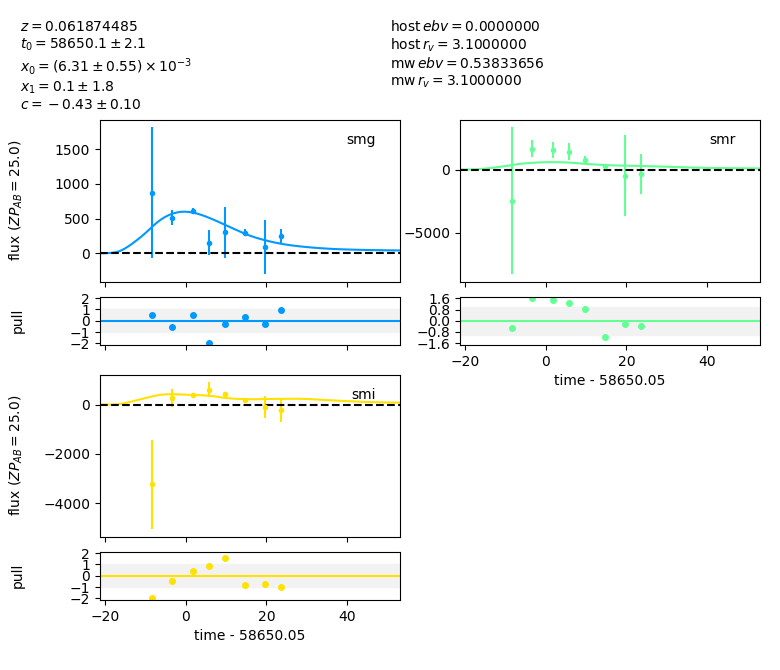 z = 0.061874485
t₀ = 58650.1 ± 2.1
x₀ = (6.31 ± 0.55) × 10⁻³
x₁ = 0.1 ± 1.8
c = −0.43 ± 0.10
host ebv = 0.0000000
host r_v = 3.1000000
mw ebv = 0.53833656
mw r_v = 3.1000000
smg
flux (ZP_AB = 25.0)
1500
1000
500
0
pull
2
1
0
−1
−2
smr
0
−5000
1.6
0.8
0.0
−0.8
−1.6
−20 0 20 40
time - 58650.05
smi
flux (ZP_AB = 25.0)
0
−2000
−4000
pull
2
1
0
−1
−2
−20 0 20 40
time - 58650.05